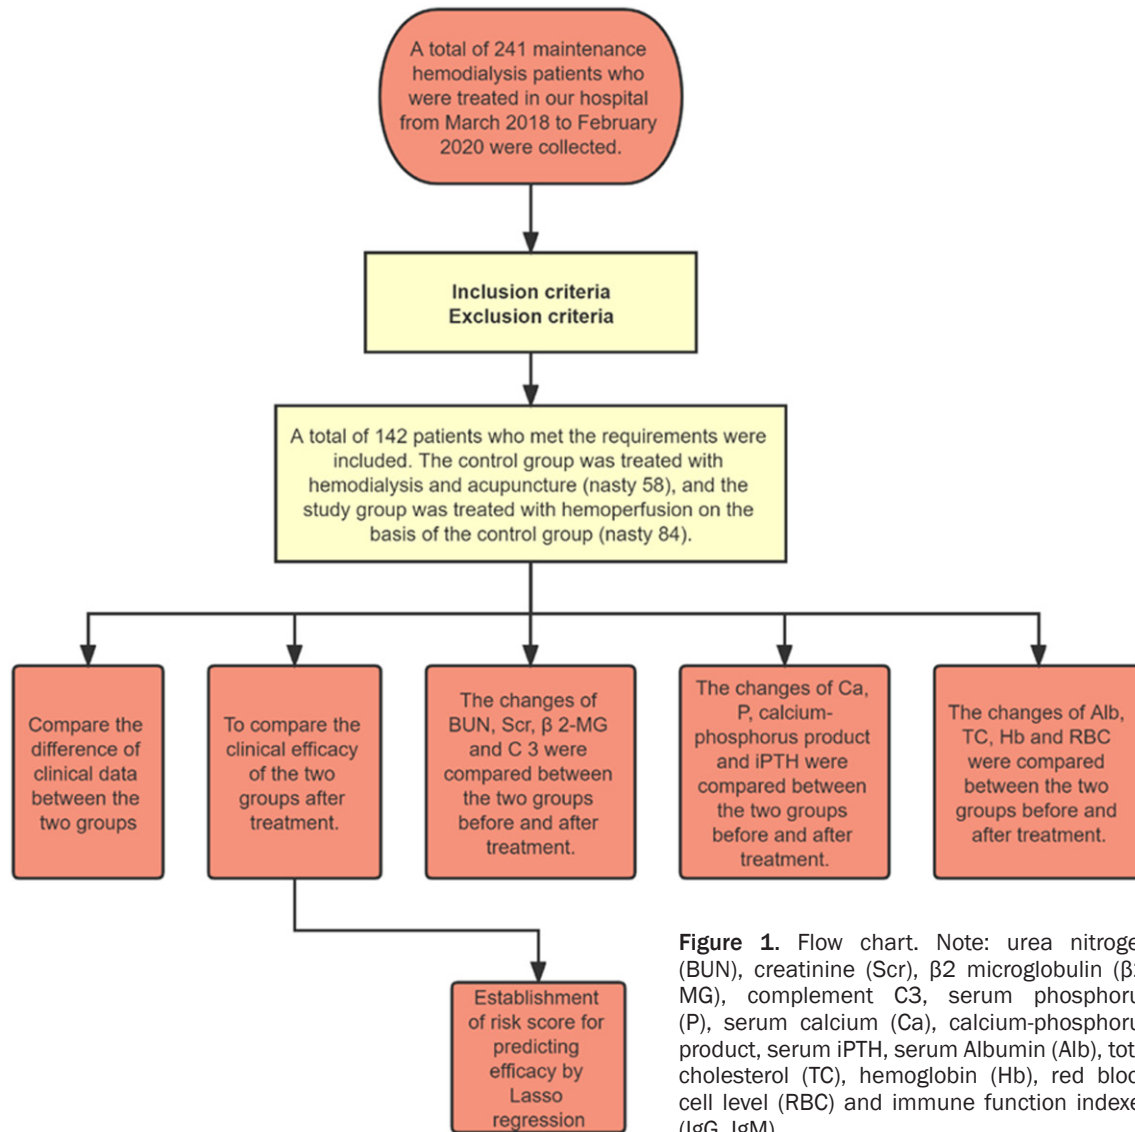 A total of 241 maintenance
hemodialysis patients who
were treated in our hospital
from March 2018 to February
2020 were collected.
Inclusion criteria
Exclusion criteria
A total of 142 patients who met the requirements were
included. The control group was treated with
hemodialysis and acupuncture (nasty 58), and the
study group was treated with hemoperfusion on the
basis of the control group (nasty 84).
Compare the
difference of
clinical data
between the
two groups
To compare the
clinical efficacy
of the two
groups after
treatment.
The changes of
BUN, Scr, β 2-MG
and C 3 were
compared between
the two groups
before and after
treatment.
The changes of Ca,
P, calcium-
phosphorus product
and iPTH were
compared between
the two groups
before and after
treatment.
The changes of Alb,
TC, Hb and RBC
were compared
between the two
groups before and
after treatment.
Establishment
of risk score for
predicting
efficacy by
Lasso
regression
Figure 1. Flow chart. Note: urea nitroge
(BUN), creatinine (Scr), β2 microglobulin (β2
MG), complement C3, serum phosphoru
(P), serum calcium (Ca), calcium-phosphoru
product, serum iPTH, serum Albumin (Alb), tot
cholesterol (TC), hemoglobin (Hb), red bloo
cell level (RBC) and immune function indexe
(IgG, IgM)